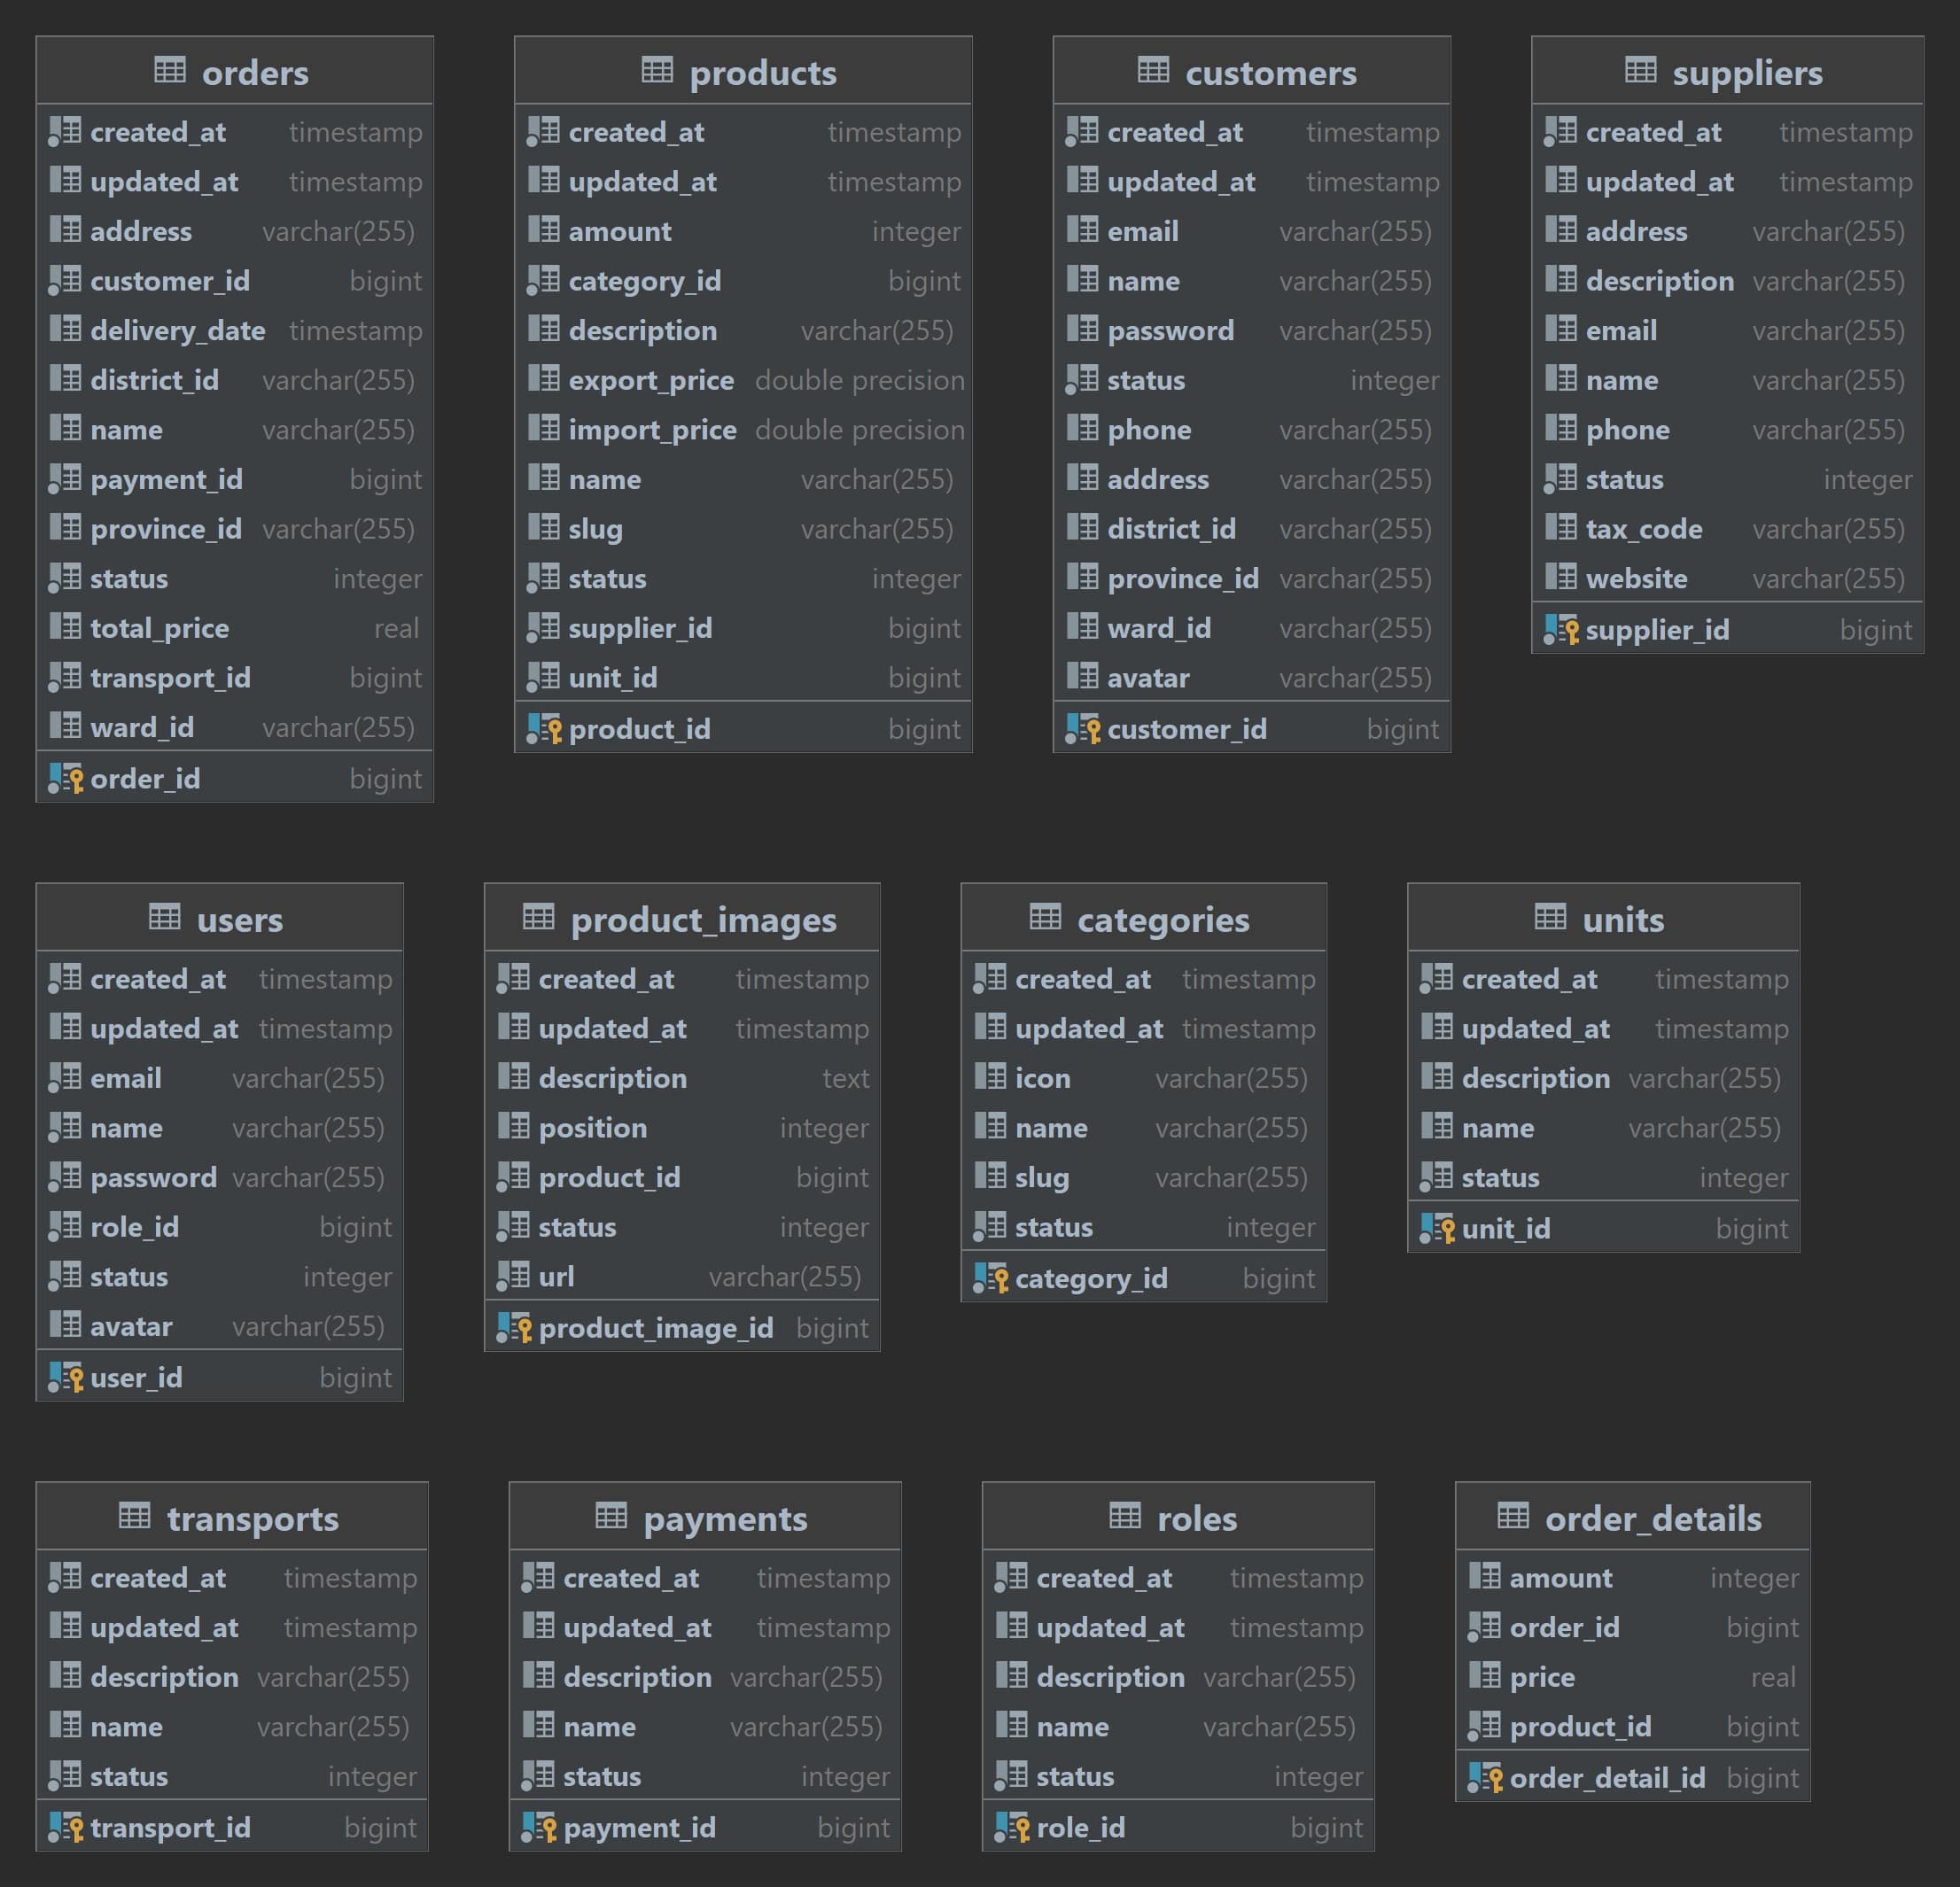 orders
created_at timestamp
updated_at timestamp
address varchar(255)
customer_id bigint
delivery_date timestamp
district_id varchar(255)
name varchar(255)
payment_id bigint
province_id varchar(255)
status integer
total_price real
transport_id bigint
ward_id varchar(255)
order_id bigint
products
created_at timestamp
updated_at timestamp
amount integer
category_id bigint
description varchar(255)
export_price double precision
import_price double precision
name varchar(255)
slug varchar(255)
status integer
supplier_id bigint
unit_id bigint
product_id bigint
customers
created_at timestamp
updated_at timestamp
email varchar(255)
name varchar(255)
password varchar(255)
status integer
phone varchar(255)
address varchar(255)
district_id varchar(255)
province_id varchar(255)
ward_id varchar(255)
avatar varchar(255)
customer_id bigint
suppliers
created_at timestamp
updated_at timestamp
address varchar(255)
description varchar(255)
email varchar(255)
name varchar(255)
phone varchar(255)
status integer
tax_code varchar(255)
website varchar(255)
supplier_id bigint
users
created_at timestamp
updated_at timestamp
email varchar(255)
name varchar(255)
password varchar(255)
role_id bigint
status integer
avatar varchar(255)
user_id bigint
product_images
created_at timestamp
updated_at timestamp
description text
position integer
product_id bigint
status integer
url varchar(255)
product_image_id bigint
categories
created_at timestamp
updated_at timestamp
icon varchar(255)
name varchar(255)
slug varchar(255)
status integer
category_id bigint
units
created_at timestamp
updated_at timestamp
description varchar(255)
name varchar(255)
status integer
unit_id bigint
transports
created_at timestamp
updated_at timestamp
description varchar(255)
name varchar(255)
status integer
transport_id bigint
payments
created_at timestamp
updated_at timestamp
description varchar(255)
name varchar(255)
status integer
payment_id bigint
roles
created_at timestamp
updated_at timestamp
description varchar(255)
name varchar(255)
status integer
role_id bigint
order_details
amount integer
order_id bigint
price real
product_id bigint
order_detail_id bigint